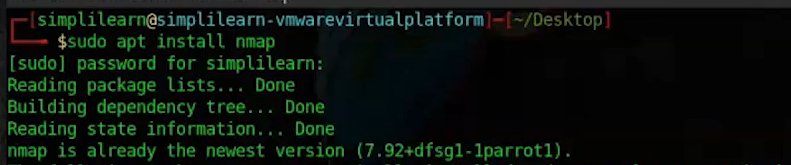 [simplilearn@simplilearn-vmwarevirtualplatform]-[~/Desktop]
$sudo apt install nmap
[sudo] password for simplilearn:
Reading package lists... Done
Building dependency tree... Done
Reading state information... Done
nmap is already the newest version (7.92+dfsg1-1parrot1).